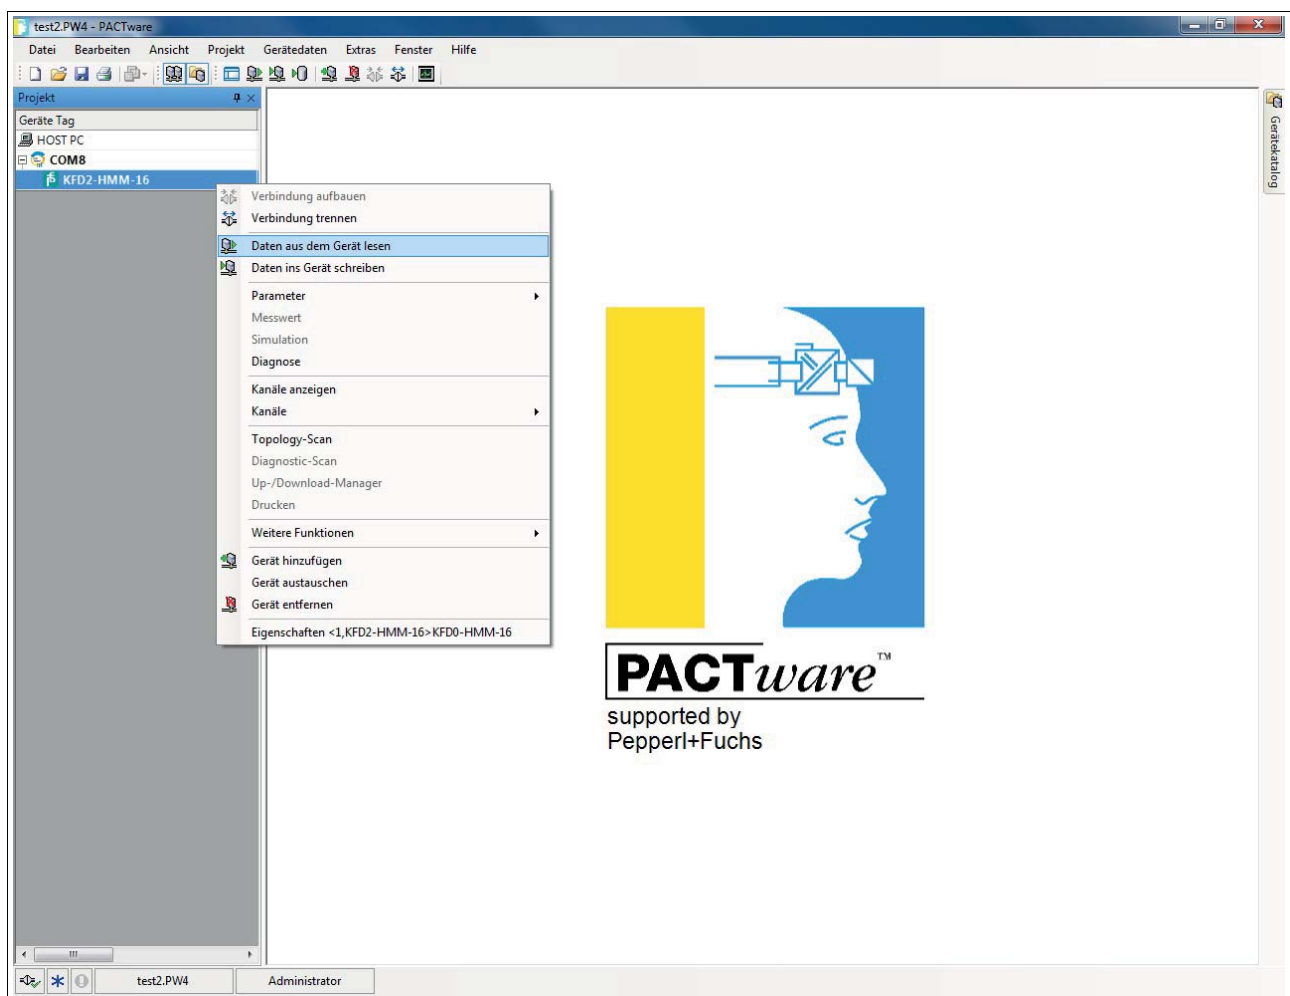 test2.PW4 - PACTware
Datei Bearbeiten Ansicht Projekt Gerätedaten Extras Fenster Hilfe
Projekt
Geräte Tag
HOST PC
COM8
KFD2-HMM-16
Verbindung aufbauen
Verbindung trennen
Daten aus dem Gerät lesen
Daten ins Gerät schreiben
Parameter
Messwert
Simulation
Diagnose
Kanäle anzeigen
Kanäle
Topology-Scan
Diagnostic-Scan
Up-/Download-Manager
Drucken
Weitere Funktionen
Gerät hinzufügen
Gerät austauschen
Gerät entfernen
Eigenschaften <1,KFD2-HMM-16>KFD0-HMM-16
PACTware™
supported by
Pepperl+Fuchs
Gerätekatalog
test2.PW4
Administrator